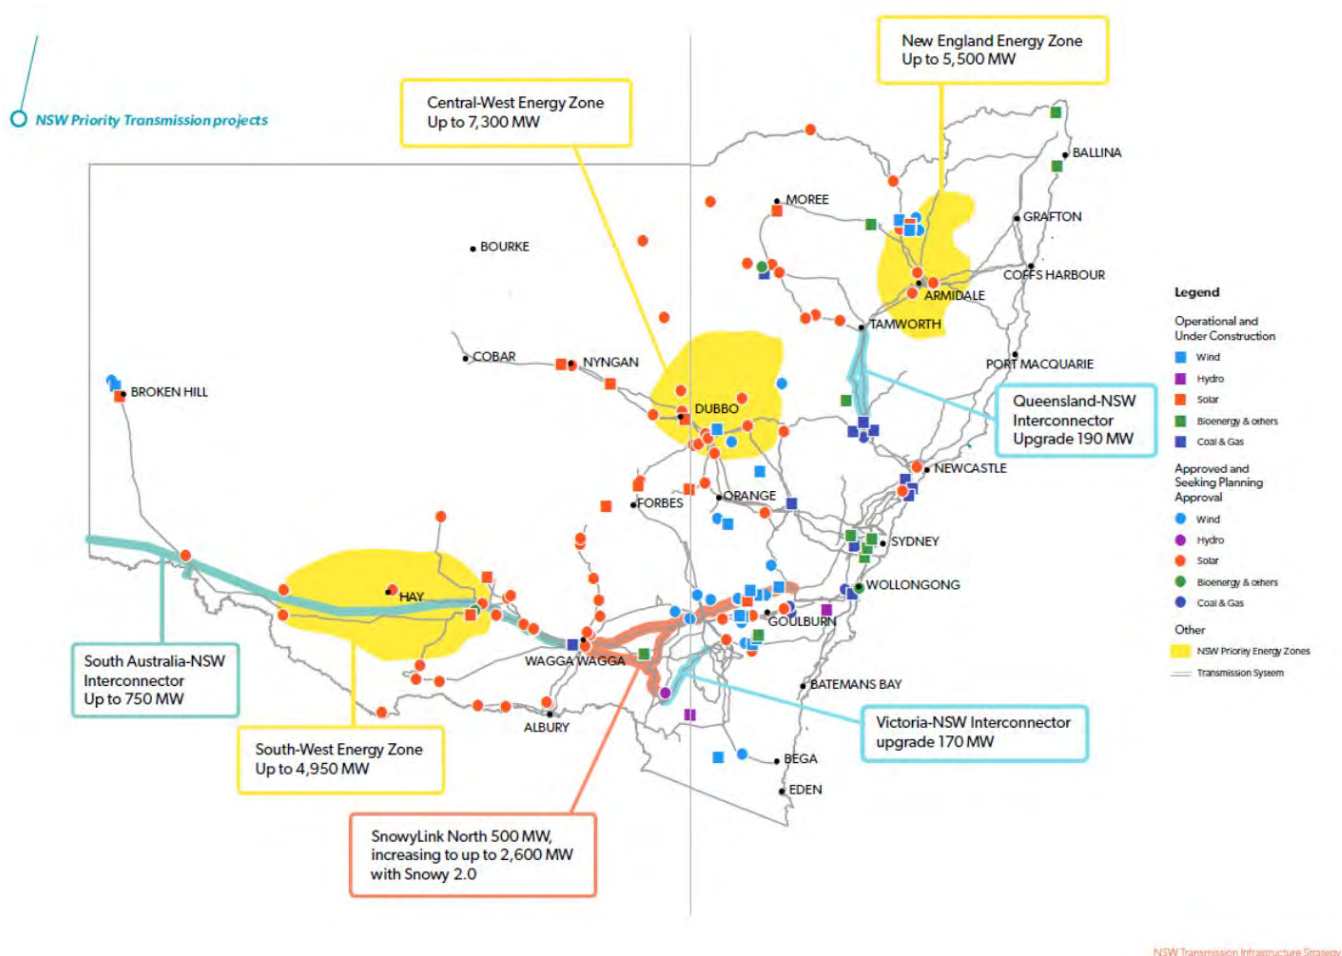 New England Energy Zone
Up to 5,500 MW
Central-West Energy Zone
Up to 7,300 MW
NSW Priority Transmission projects
BALLINA
MOREE
GRAFTON
BOURKE
COFFS HARBOUR
ARMIDALE
TAMWORTH
COBAR
NYNGAN
PORT MACQUARIE
BROKEN HILL
DUBBO
Queensland-NSW
Interconnector
Upgrade 190 MW
NEWCASTLE
FORBES
ORANGE
SYDNEY
WOLLONGONG
HAY
GOULBURN
WAGGA WAGGA
South Australia-NSW
Interconnector
Up to 750 MW
BATEMANS BAY
ALBURY
Victoria-NSW Interconnector
upgrade 170 MW
South-West Energy Zone
Up to 4,950 MW
BEGA
EDEN
SnowyLink North 500 MW,
increasing to up to 2,600 MW
with Snowy 2.0
Legend
Operational and
Under Construction
Wind
Hydro
Solar
Bioenergy & others
Coal & Gas
Approved and
Seeking Planning
Approval
Wind
Hydro
Solar
Bioenergy & others
Coal & Gas
Other
NSW Priority Energy Zones
Transmission System
NSW Transmission Infrastructure Strategy